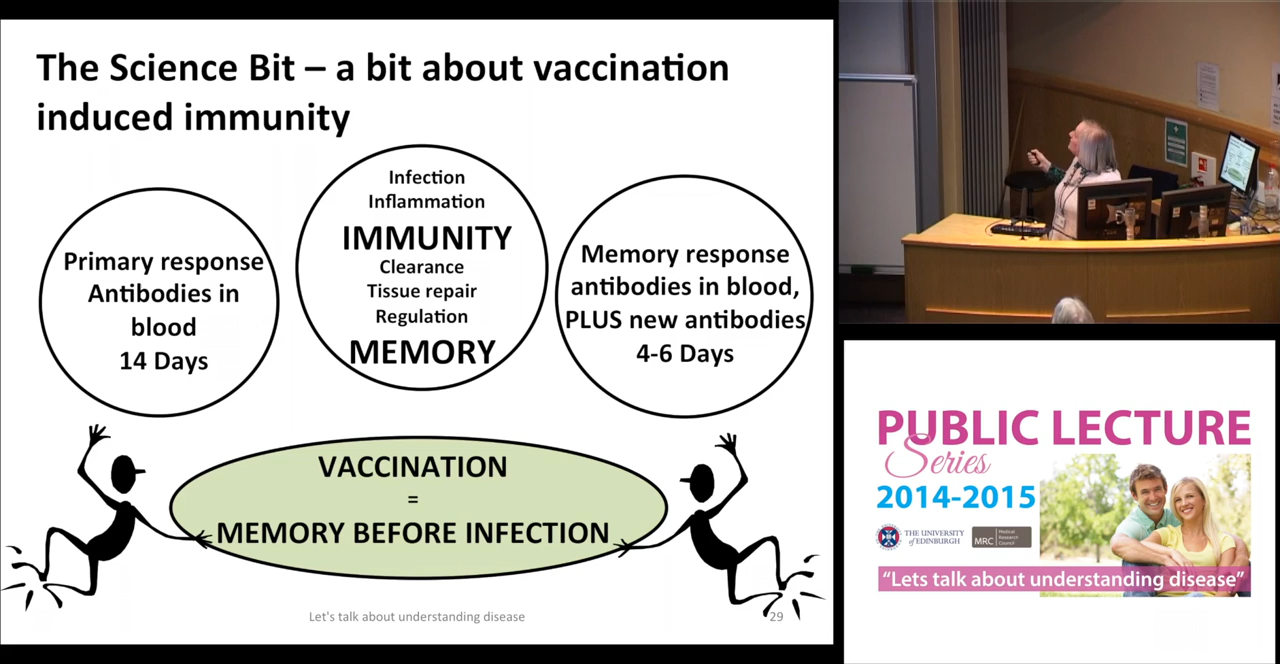 The Science Bit – a bit about vaccination
induced immunity
Primary response
Antibodies in
blood
14 Days
Infection
Inflammation
IMMUNITY
Clearance
Tissue repair
Regulation
MEMORY
Memory response
antibodies in blood,
PLUS new antibodies
4-6 Days
VACCINATION
=
MEMORY BEFORE INFECTION
Let's talk about understanding disease
29
PUBLIC LECTURE
Series
2014-2015
THE UNIVERSITY
of EDINBURGH
MRC
Medical
Research
Council
“Lets talk about understanding disease”